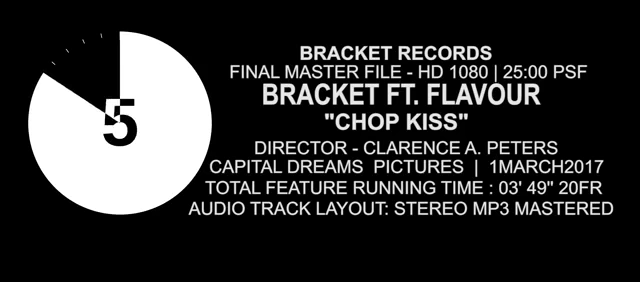 5
BRACKET RECORDS
FINAL MASTER FILE - HD 1080 | 25:00 PSF
BRACKET FT. FLAVOUR
"CHOP KISS"
DIRECTOR - CLARENCE A. PETERS
CAPITAL DREAMS  PICTURES  |  1MARCH2017
TOTAL FEATURE RUNNING TIME : 03' 49" 20FR
AUDIO TRACK LAYOUT: STEREO MP3 MASTERED